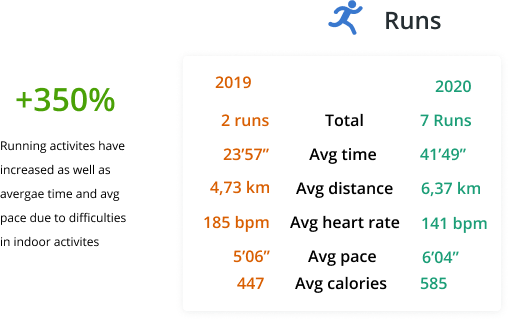 Runs
+350%
Running activites have
increased as well as
avergae time and avg
pace due to difficulties
in indoor activites
2019 2020
2 runs Total 7 Runs
23’57” Avg time 41’49”
4,73 km Avg distance 6,37 km
185 bpm Avg heart rate 141 bpm
5’06” Avg pace 6’04”
447 Avg calories 585